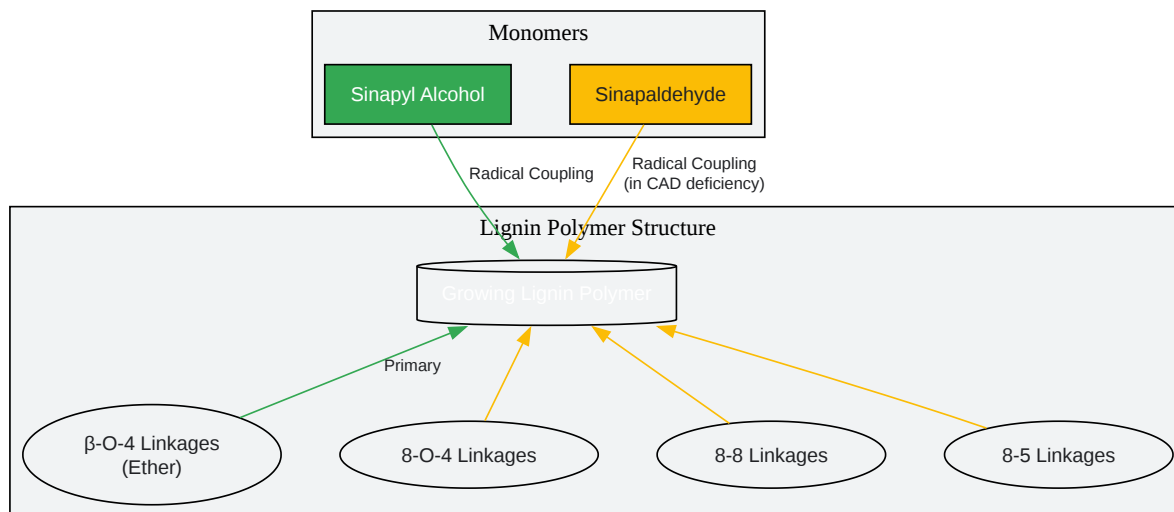 Monomers
Sinapyl Alcohol
Sinapaldehyde
Radical Coupling
Radical Coupling
(in CAD deficiency)
Lignin Polymer Structure
Growing Lignin Polymer
Primary
β-O-4 Linkages
(Ether)
8-O-4 Linkages
8-8 Linkages
8-5 Linkages